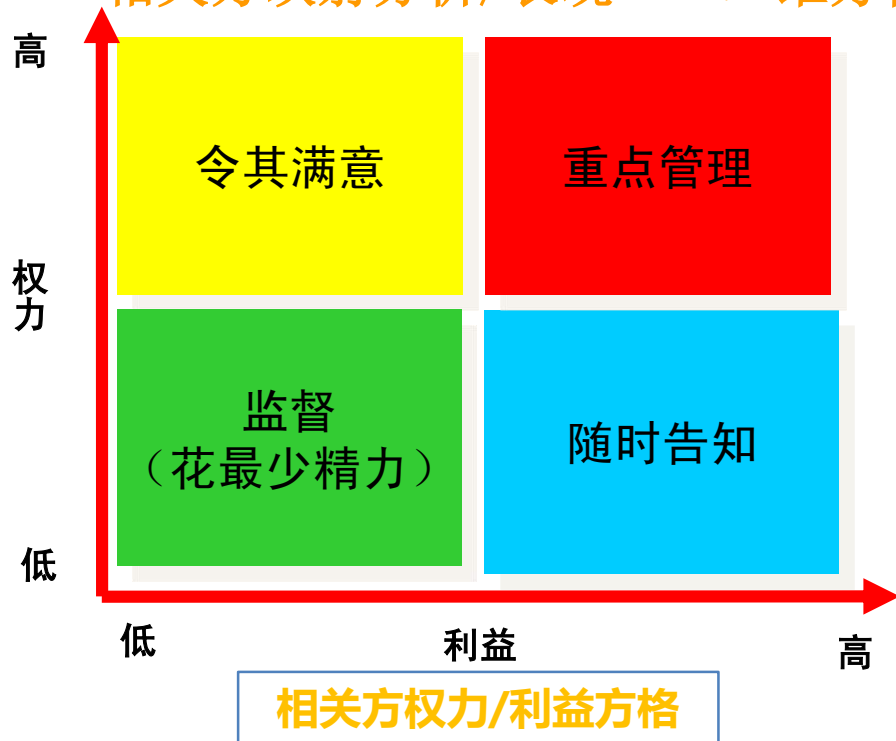 高
令其满意
重点管理
权
力
监督
（花最少精力）
随时告知
低
低
利益
高
相关方权力/利益方格